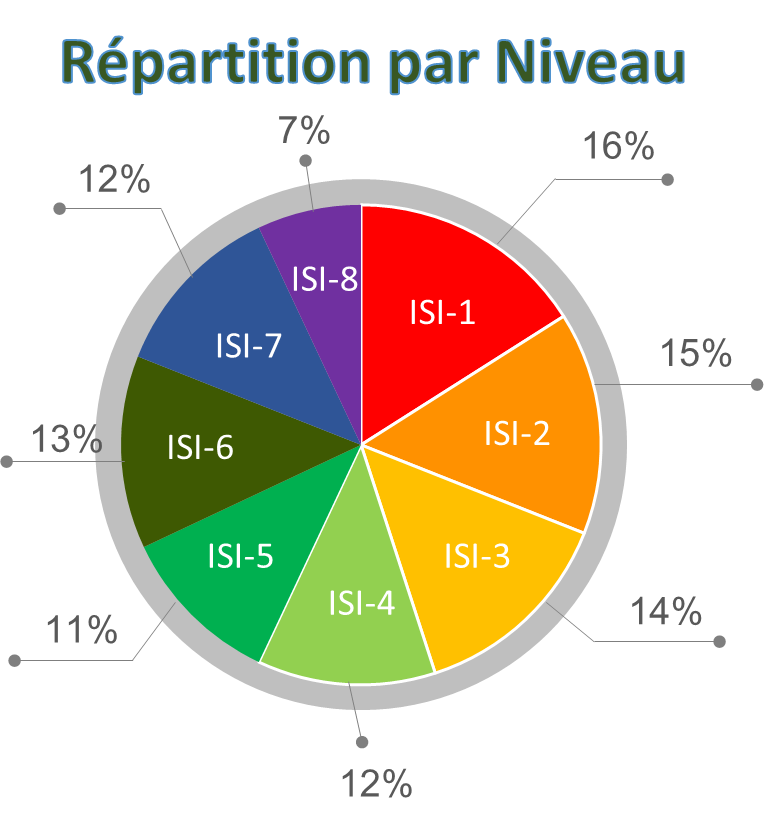 Répartition par Niveau
7%
16%
12%
ISI-8
ISI-1
ISI-7
15%
ISI-2
13%
ISI-6
ISI-5
ISI-3
ISI-4
14%
11%
12%